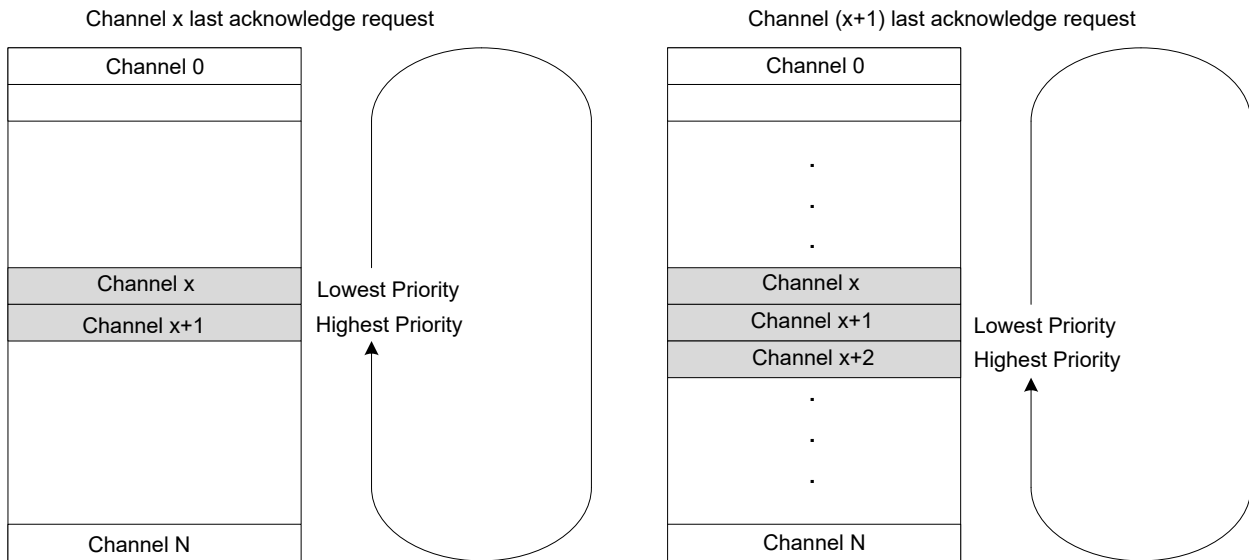 Channel x last acknowledge request
Channel 0
Channel x
Lowest Priority
Channel x+1
Highest Priority
Channel N
Channel (x+1) last acknowledge request
Channel 0
.
.
.
Channel x
Channel x+1
Lowest Priority
Channel x+2
Highest Priority
.
.
.
Channel N